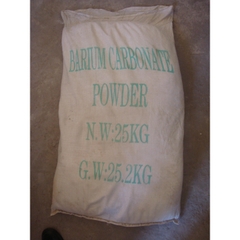 BARIUM CARBONATE
POWDER
N.W:25KG
G.W:25.2KG